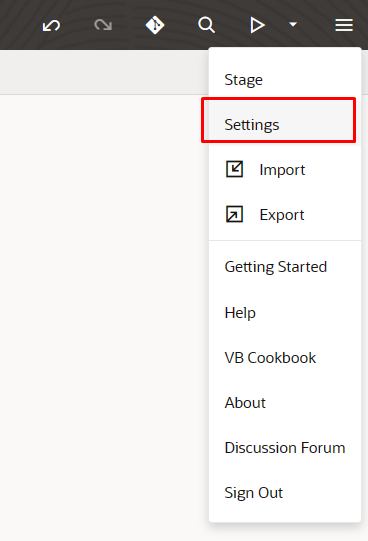 Stage
Settings
Import
Export
Getting Started
Help
VB Cookbook
About
Discussion Forum
Sign Out